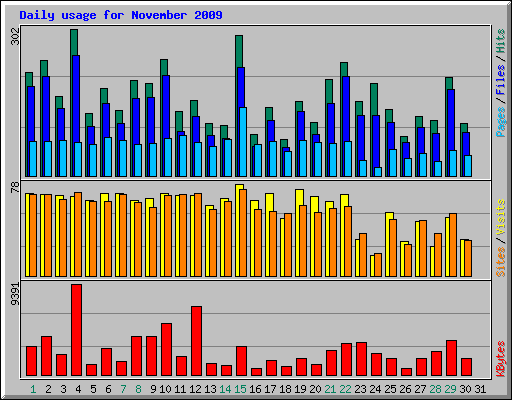 Daily usage for November 2009
302
Pages / Files / Hits
78
Sites / Visits
9391
KBytes
1 2 3 4 5 6 7 8 9 10 11 12 13 14 15 16 17 18 19 20 21 22 23 24 25 26 27 28 29 30 31